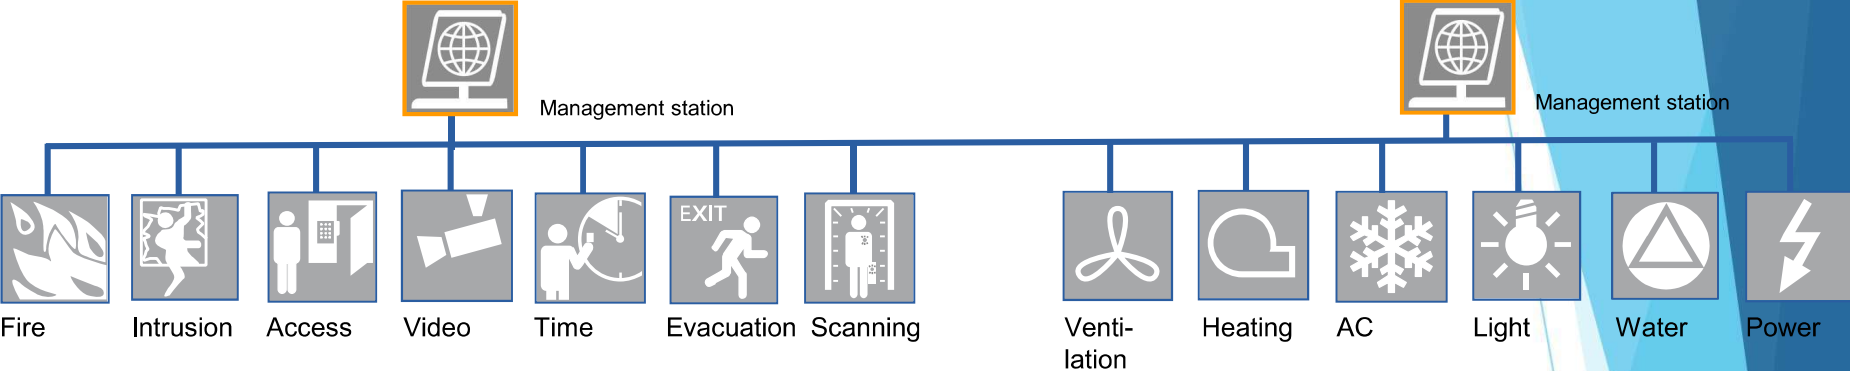 Management station
Management station
EXIT
Fire
Intrusion
Access
Video
Time
Evacuation
Scanning
Venti-
lation
Heating
AC
Light
Water
Power